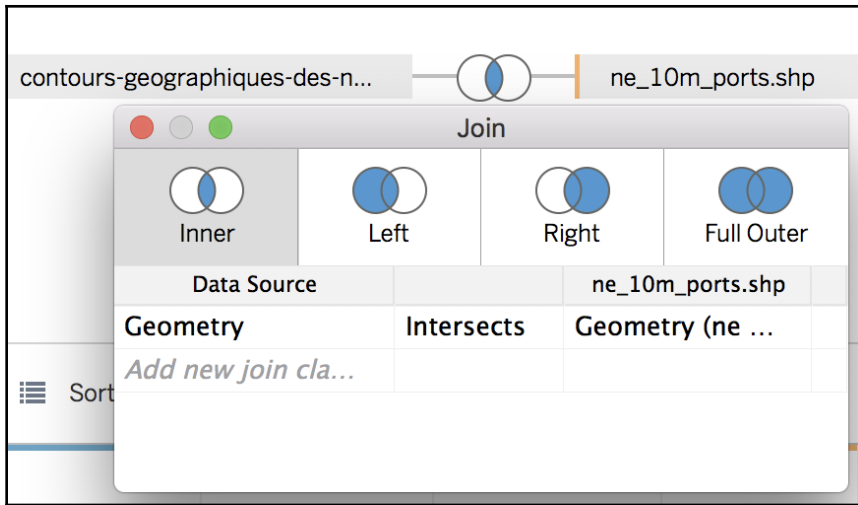 contours-geographiques-des-n... ne_10m_ports.shp
Join
Inner Left Right Full Outer
Data Source ne_10m_ports.shp
Geometry Intersects Geometry (ne ...
Add new join cla...
Sort